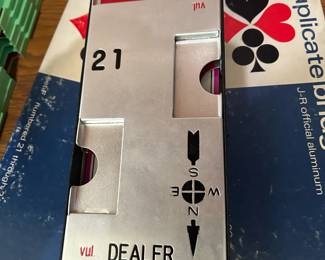 vul
21
S
E W
N
vul. DEALER
uplicate
J-R official aluminum
numbered 21 through